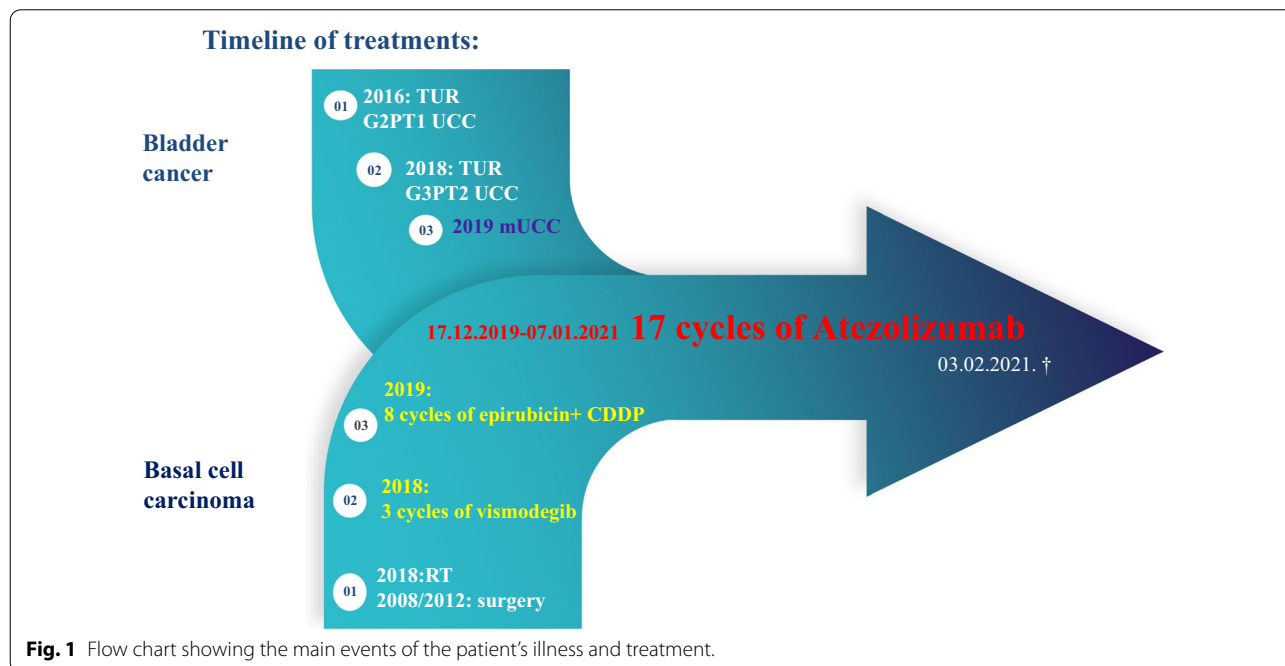 Timeline of treatments:
Bladder
cancer
01
2016: TUR
G2PT1 UCC
02
2018: TUR
G3PT2 UCC
03
2019 mUCC
17.12.2019-07.01.2021 17 cycles of Atezolizumab
03.02.2021. †
Basal cell
carcinoma
03
2019:
8 cycles of epirubicin+ CDDP
02
2018:
3 cycles of vismodegib
01
2018:RT
2008/2012: surgery
Fig. 1 Flow chart showing the main events of the patient’s illness and treatment.